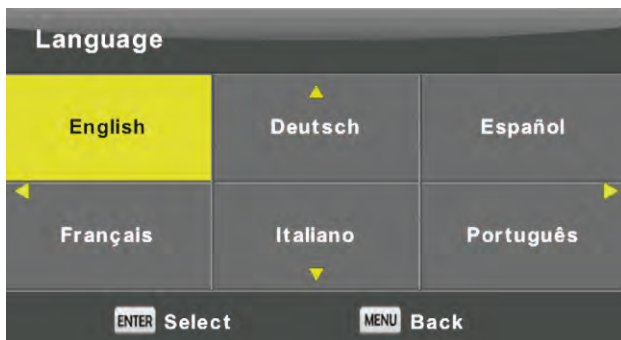 Language
English Deutsch Español
Français Italiano Português
ENTER Select MENU Back